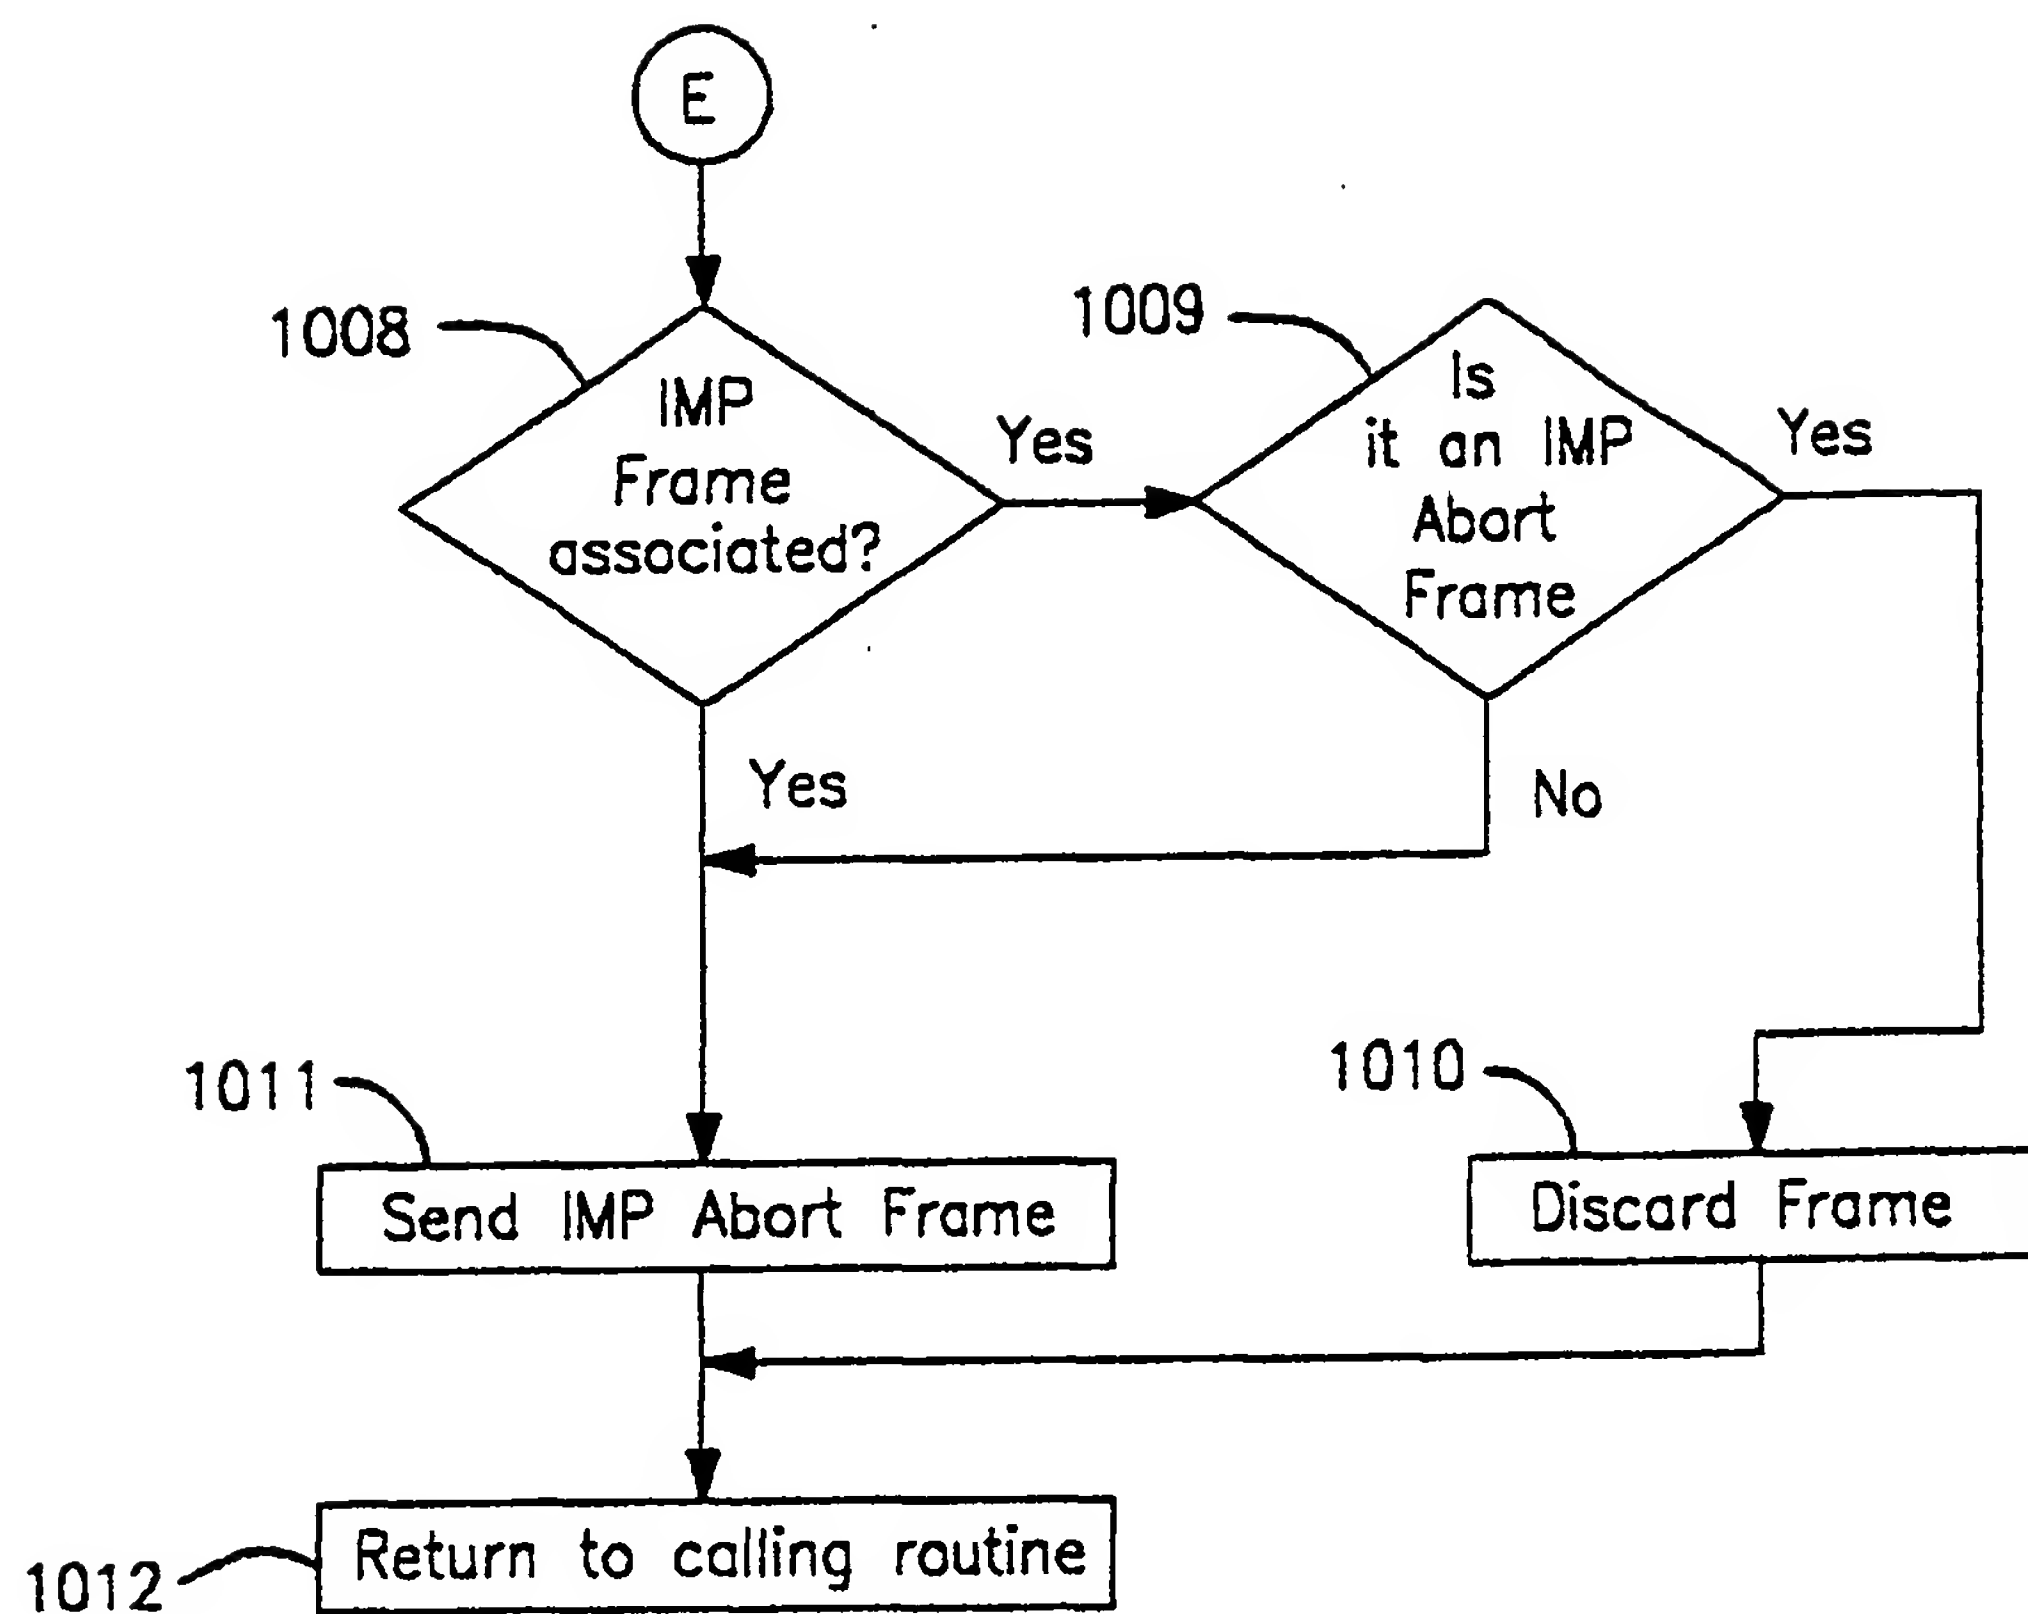 E
1008
IMP
Frame
associated?
Yes
1009
Is
it an IMP
Abort
Frame
Yes
Yes
No
1011
Send IMP Abort Frame
1010
Discard Frame
1012
Return to calling routine